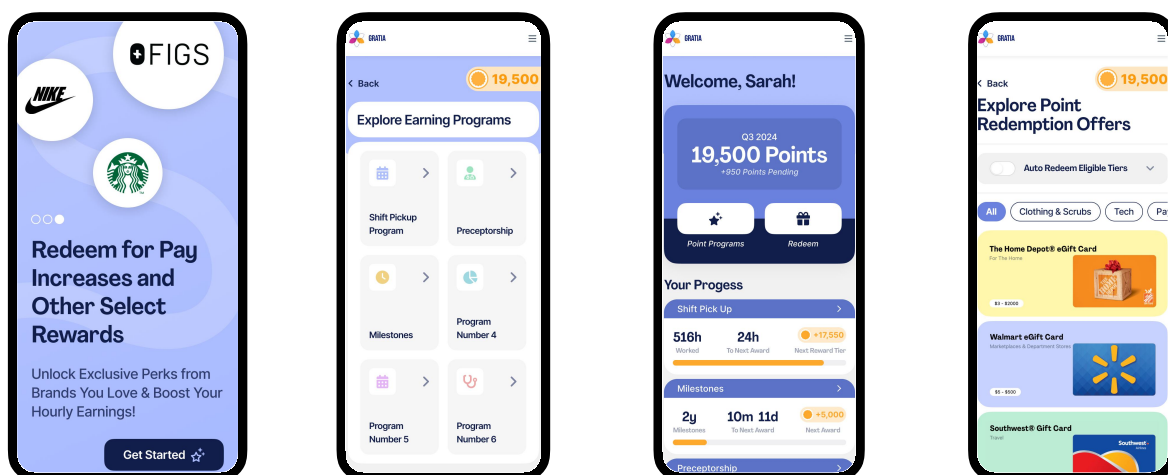 FIGS
NIKE
Redeem for Pay
Increases and
Other Select
Rewards
Unlock Exclusive Perks from
Brands You Love & Boost Your
Hourly Earnings!
Get Started
GRATIA
Back
19,500
Explore Earning Programs
Shift Pickup
Program
Preceptorship
Milestones
Program
Number 4
Program
Number 5
Program
Number 6
GRATIA
Welcome, Sarah!
Q3 2024
19,500 Points
+950 Points Pending
Point Programs
Redeem
Your Progess
Shift Pick Up
516h
24h
+17,550
Worked
To Next Award
Next Reward Tier
Milestones
2y
10m 11d
+5,000
Milestones
To Next Award
Next Award
Preceptorship
GRATIA
Back
19,500
Explore Point
Redemption Offers
Auto Redeem Eligible Tiers
All
Clothing & Scrubs
Tech
Pa
The Home Depot® eGift Card
For The Home
$3 - $2000
Walmart eGift Card
Marketplaces & Department Stores
$5 - $500
Southwest® Gift Card
Travel
Southwest